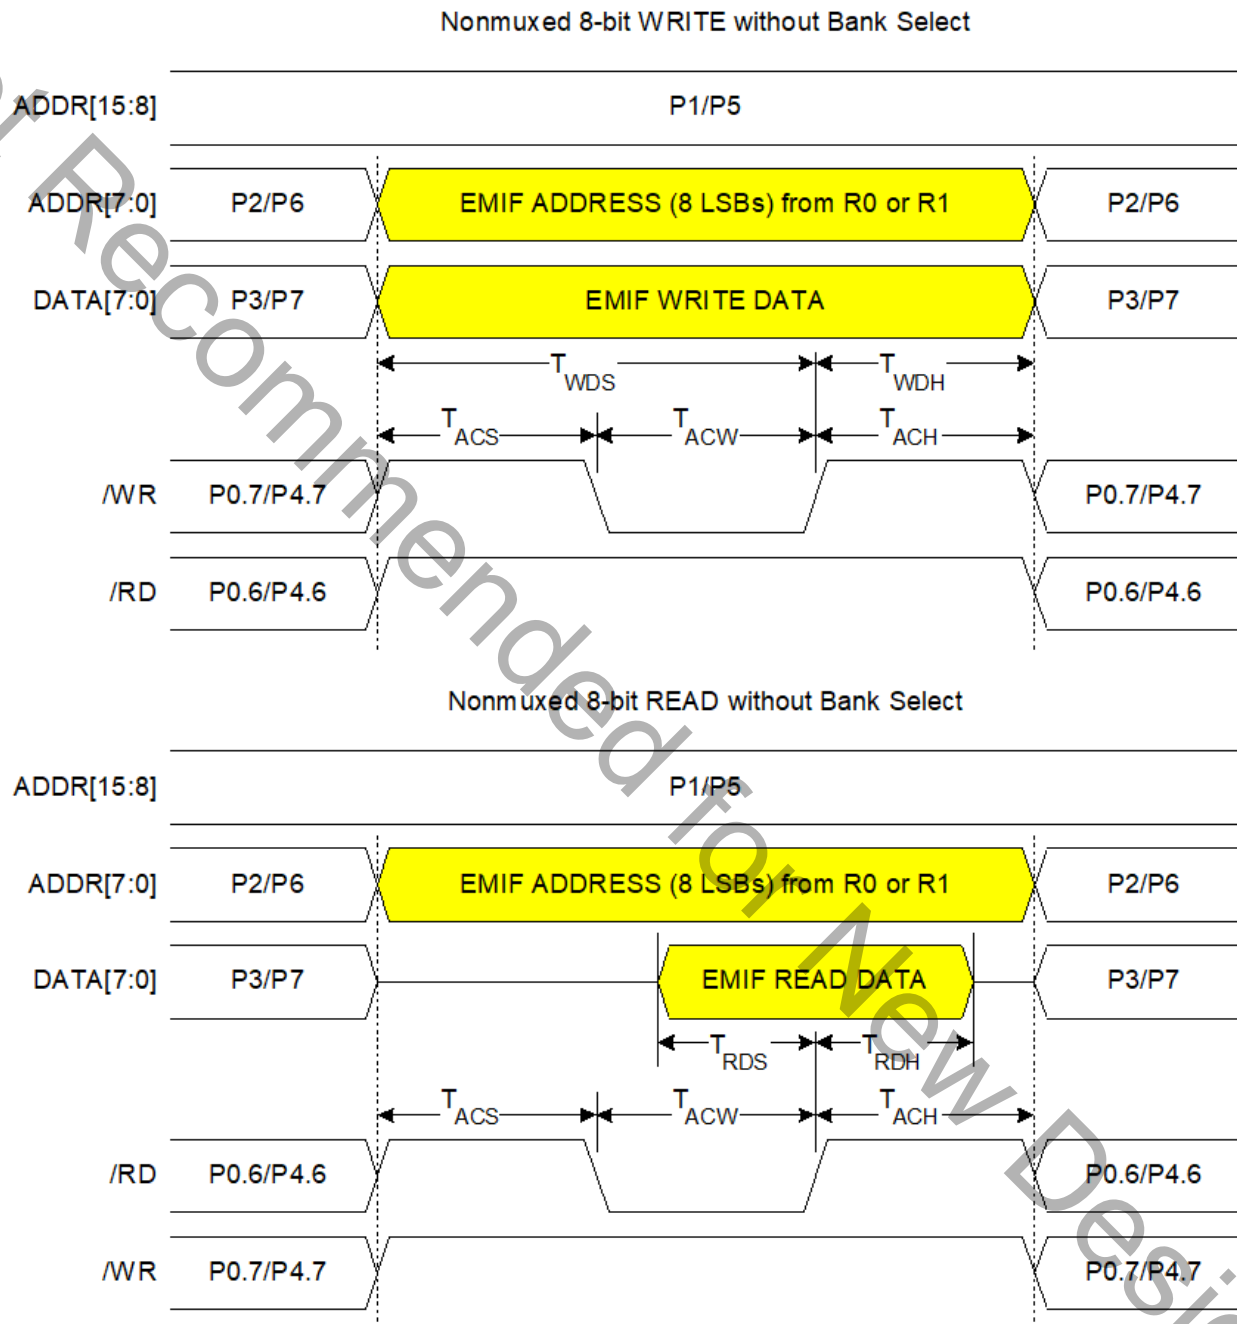 Nonmuxed 8-bit WRITE without Bank Select
ADDR[15:8] P1/P5
ADDR[7:0] P2/P6 EMIF ADDRESS (8 LSBs) from R0 or R1 P2/P6
DATA[7:0] P3/P7 EMIF WRITE DATA P3/P7
TWDS TWDH
TACS TACW TACH
/WR P0.7/P4.7 P0.7/P4.7
/RD P0.6/P4.6 P0.6/P4.6
Nonmuxed 8-bit READ without Bank Select
ADDR[15:8] P1/P5
ADDR[7:0] P2/P6 EMIF ADDRESS (8 LSBs) from R0 or R1 P2/P6
DATA[7:0] P3/P7 EMIF READ DATA P3/P7
TRDS TRDH
TACS TACW TACH
/RD P0.6/P4.6 P0.6/P4.6
/WR P0.7/P4.7 P0.7/P4.7
Recommended for New